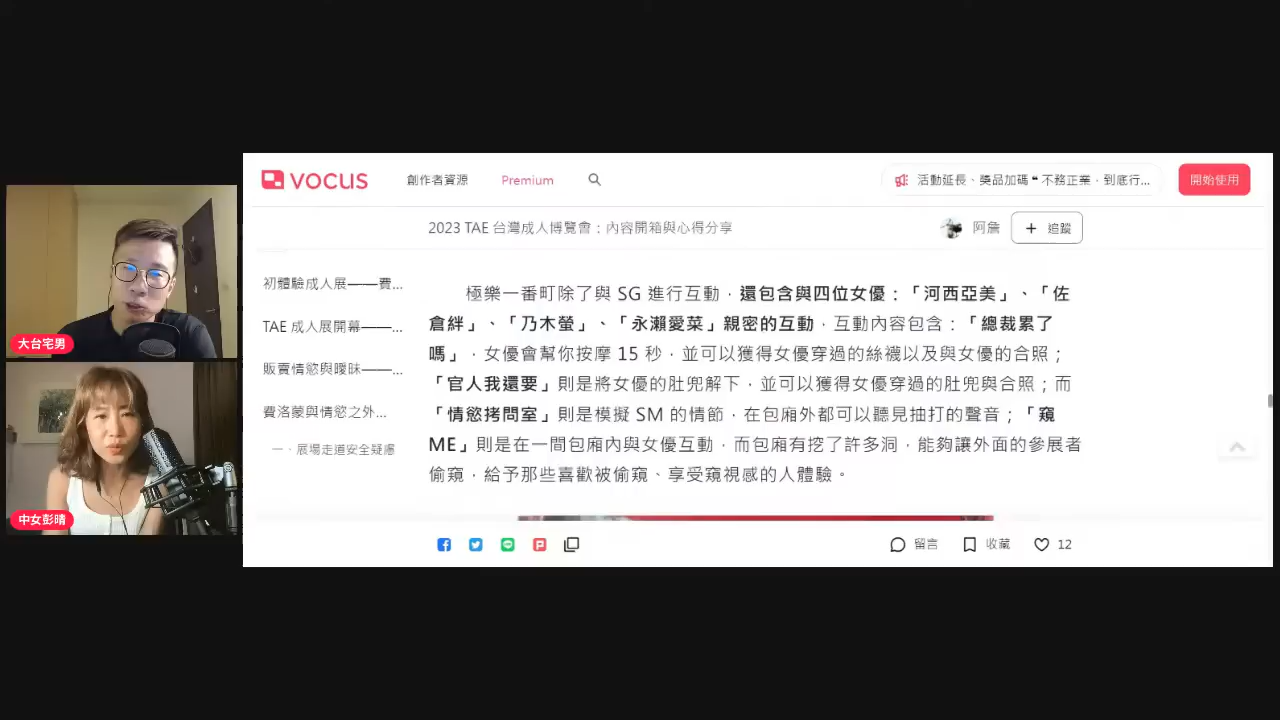 vocus
創作者資源
Premium
活動延長、獎品加碼❝不務正業,到底行...
開始使用
2023 TAE 台灣成人博覽會:內容開箱與心得分享
阿詹
+ 追蹤
初體驗成人展——費...
TAE 成人展開幕——...
販賣情慾與曖昧——...
費洛蒙與情慾之外...
一、展場走道安全疑慮
極樂一番町除了與 SG 進行互動,還包含與四位女優:「河西亞美」、「佐
倉絆」、「乃木螢」、「永瀨愛菜」親密的互動,互動內容包含:「總裁累了
嗎」,女優會幫你按摩 15 秒,並可以獲得女優穿過的絲襪以及與女優的合照;
「官人我還要」則是將女優的肚兜解下,並可以獲得女優穿過的肚兜與合照;而
「情慾拷問室」則是模擬 SM 的情節,在包廂外都可以聽見抽打的聲音;「窺
ME」則是在一間包廂內與女優互動,而包廂有挖了許多洞,能夠讓外面的參展者
偷窺,給予那些喜歡被偷窺、享受窺視感的人體驗。
留言
收藏
12
大台宅男
中女彭晴